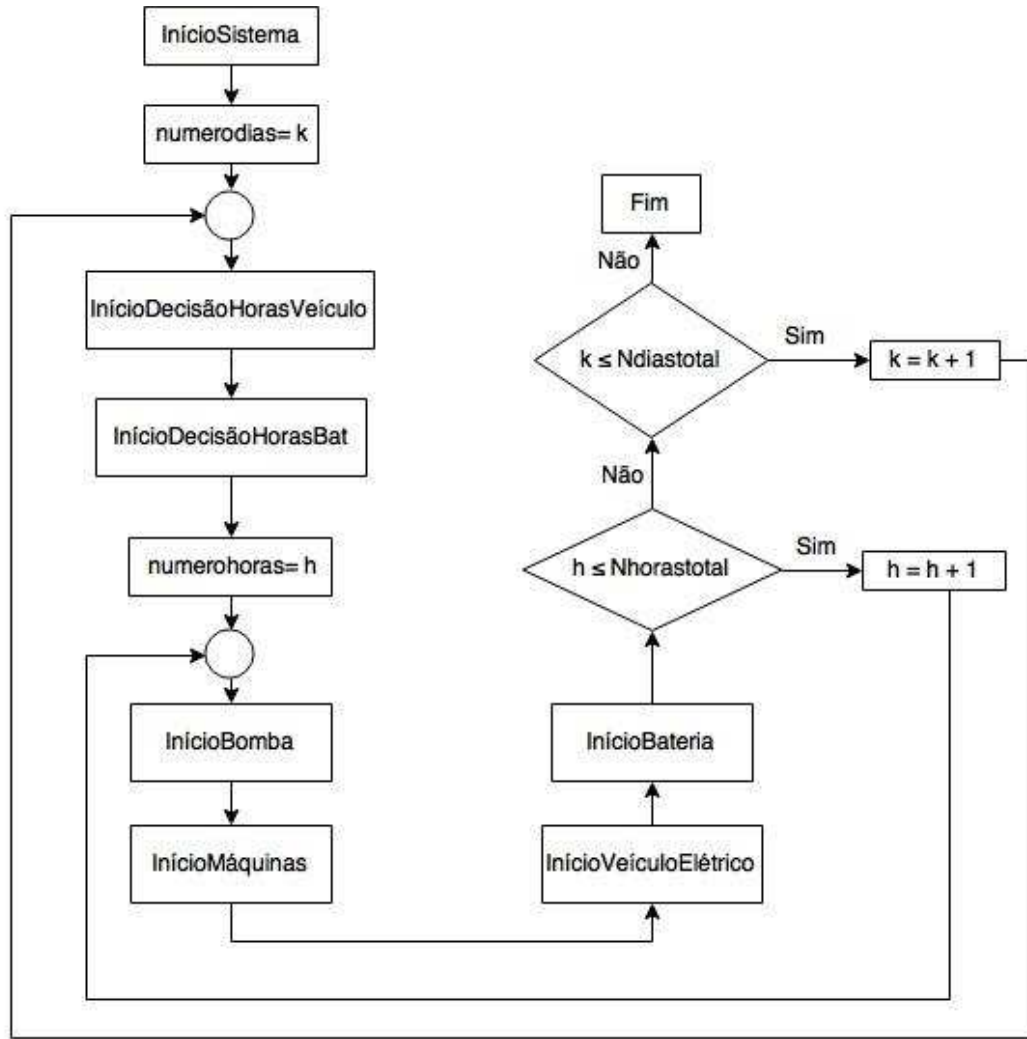 InícioSistema
numerodias= k
InícioDecisãoHorasVeículo
InícioDecisãoHorasBat
numerohoras= h
InícioBomba
InícioMáquinas
InícioVeículoElétrico
InícioBateria
h ≤ Nhorastotal
Sim
h = h + 1
Não
k ≤ Ndiastotal
Sim
k = k + 1
Não
Fim